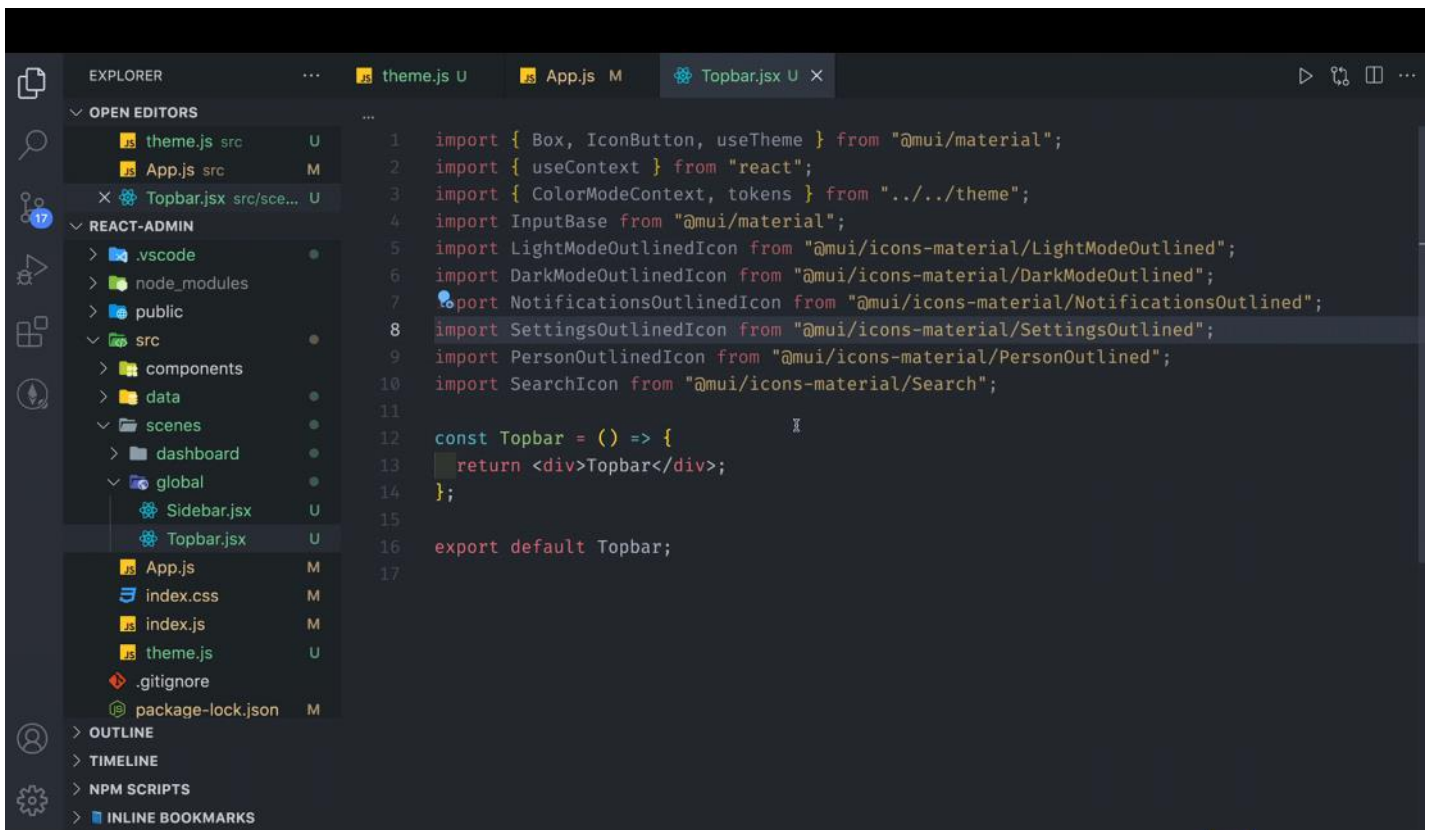 EXPLORER ...
OPEN EDITORS
JS theme.js src U
JS App.js src M
Topbar.jsx src/sce... U
17
REACT-ADMIN
.vscode
node_modules
public
src
components
data
scenes
dashboard
global
Sidebar.jsx U
Topbar.jsx U
JS App.js M
index.css M
JS index.js M
JS theme.js U
.gitignore
package-lock.json M
OUTLINE
TIMELINE
NPM SCRIPTS
INLINE BOOKMARKS
JS theme.js U JS App.js M Topbar.jsx U
...
1 import { Box, IconButton, useTheme } from "@mui/material";
2 import { useContext } from "react";
3 import { ColorModeContext, tokens } from "../../theme";
4 import InputBase from "@mui/material";
5 import LightModeOutlinedIcon from "@mui/icons-material/LightModeOutlined";
6 import DarkModeOutlinedIcon from "@mui/icons-material/DarkModeOutlined";
7 port NotificationsOutlinedIcon from "@mui/icons-material/NotificationsOutlined";
8 import SettingsOutlinedIcon from "@mui/icons-material/SettingsOutlined";
9 import PersonOutlinedIcon from "@mui/icons-material/PersonOutlined";
10 import SearchIcon from "@mui/icons-material/Search";
11
12 const Topbar = () => {
13 return <div>Topbar</div>;
14 };
15
16 export default Topbar;
17